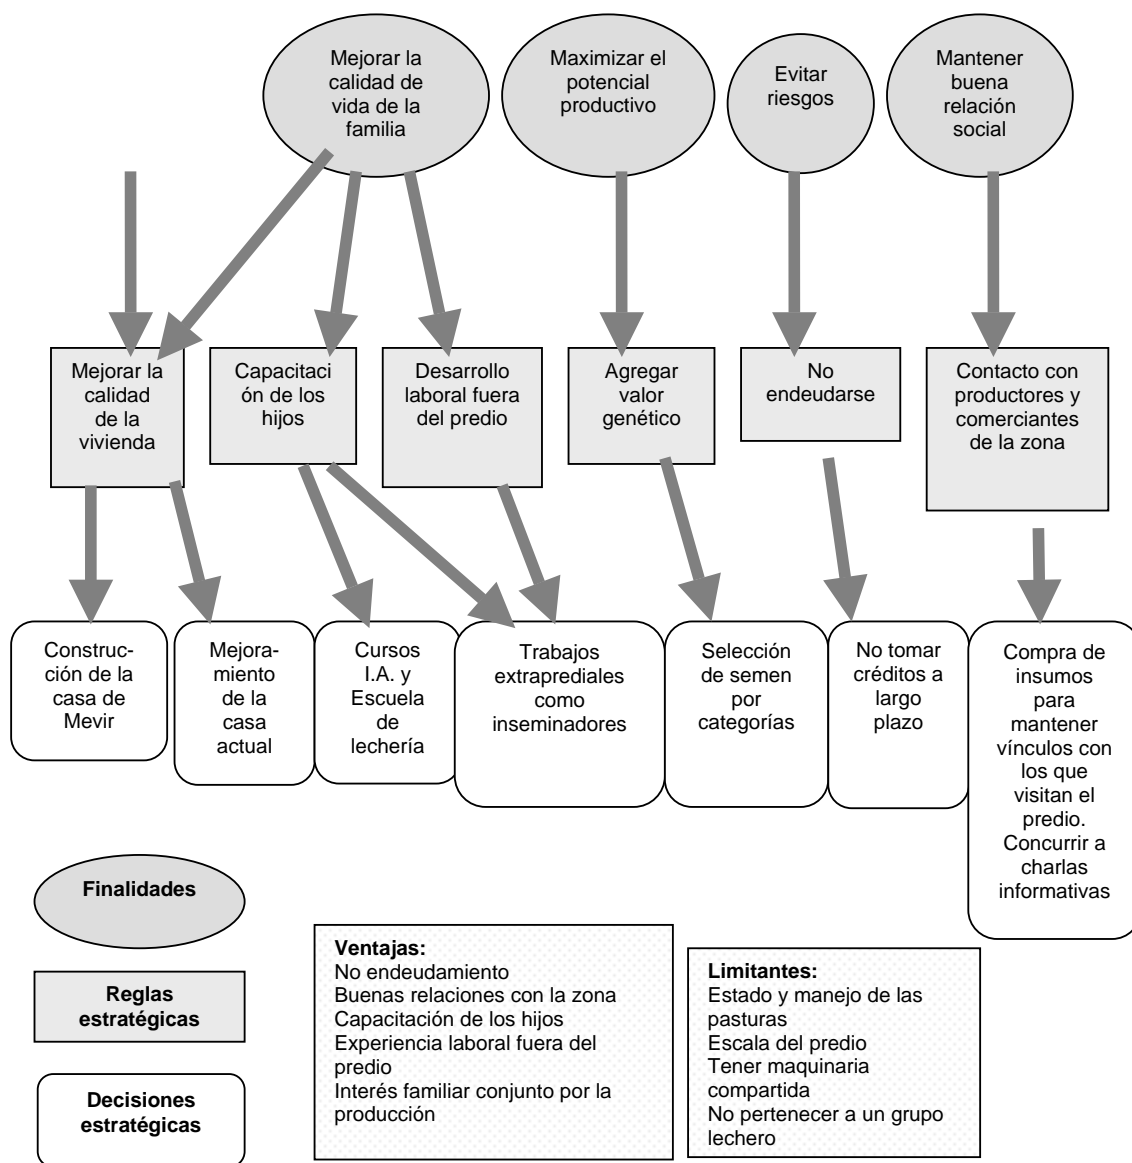 Mejorar la
calidad de
vida de la
familia
Maximizar el
potencial
productivo
Evitar
riesgos
Mantener
buena
relación
social
Mejorar la
calidad
de la
vivienda
Capacitaci
ón de los
hijos
Desarrollo
laboral fuera
del predio
Agregar
valor
genético
No
endeudarse
Contacto con
productores y
comerciantes
de la zona
Construc-
ción de la
casa de
Mevir
Mejora-
miento
de la
casa
actual
Cursos
I.A. y
Escuela
de
lechería
Trabajos
extraprediales
como
inseminadores
Selección
de semen
por
categorías
No tomar
créditos a
largo
plazo
Compra de
insumos
para
mantener
vínculos con
los que
visitan el
predio.
Concurrir a
charlas
informativas
Finalidades
Reglas
estratégicas
Decisiones
estratégicas
Ventajas:
No endeudamiento
Buenas relaciones con la zona
Capacitación de los hijos
Experiencia laboral fuera del
predio
Interés familiar conjunto por la
producción
Limitantes:
Estado y manejo de las
pasturas
Escala del predio
Tener maquinaria
compartida
No pertenecer a un grupo
lechero